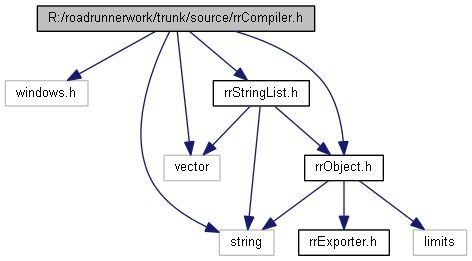 R:/roadrunnerwork/trunk/source/rrCompiler.h
windows.h
rrStringList.h
vector
rrObject.h
string
rrExporter.h
limits